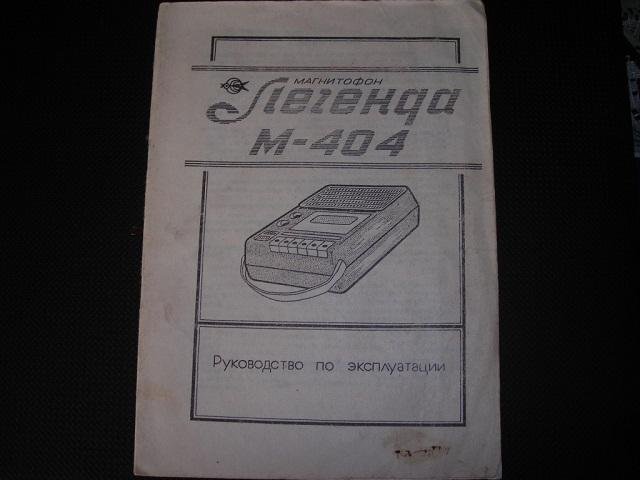 МАГНИТОФОН
Легенда
М-404
Руководство по эксплуатации